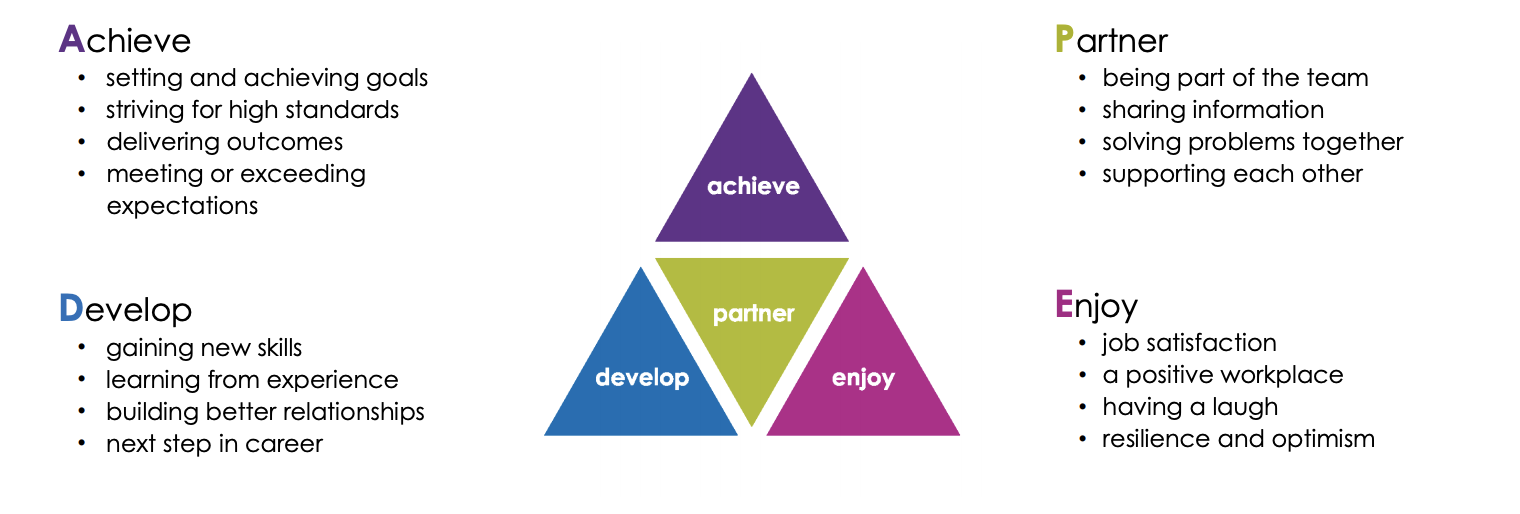 Achieve
• setting and achieving goals
• striving for high standards
• delivering outcomes
• meeting or exceeding
expectations
Develop
• gaining new skills
• learning from experience
• building better relationships
• next step in career
achieve
partner
develop
enjoy
Partner
• being part of the team
• sharing information
• solving problems together
• supporting each other
Enjoy
• job satisfaction
• a positive workplace
• having a laugh
• resilience and optimism